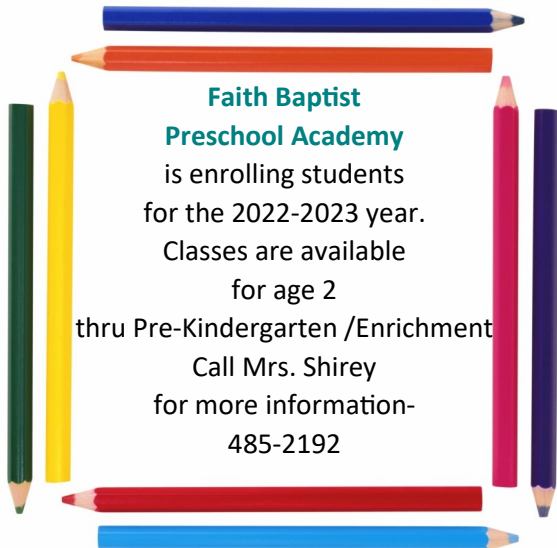 Faith Baptist
Preschool Academy
is enrolling students
for the 2022-2023 year.
Classes are available
for age 2
thru Pre-Kindergarten /Enrichment
Call Mrs. Shirey
for more information-
485-2192